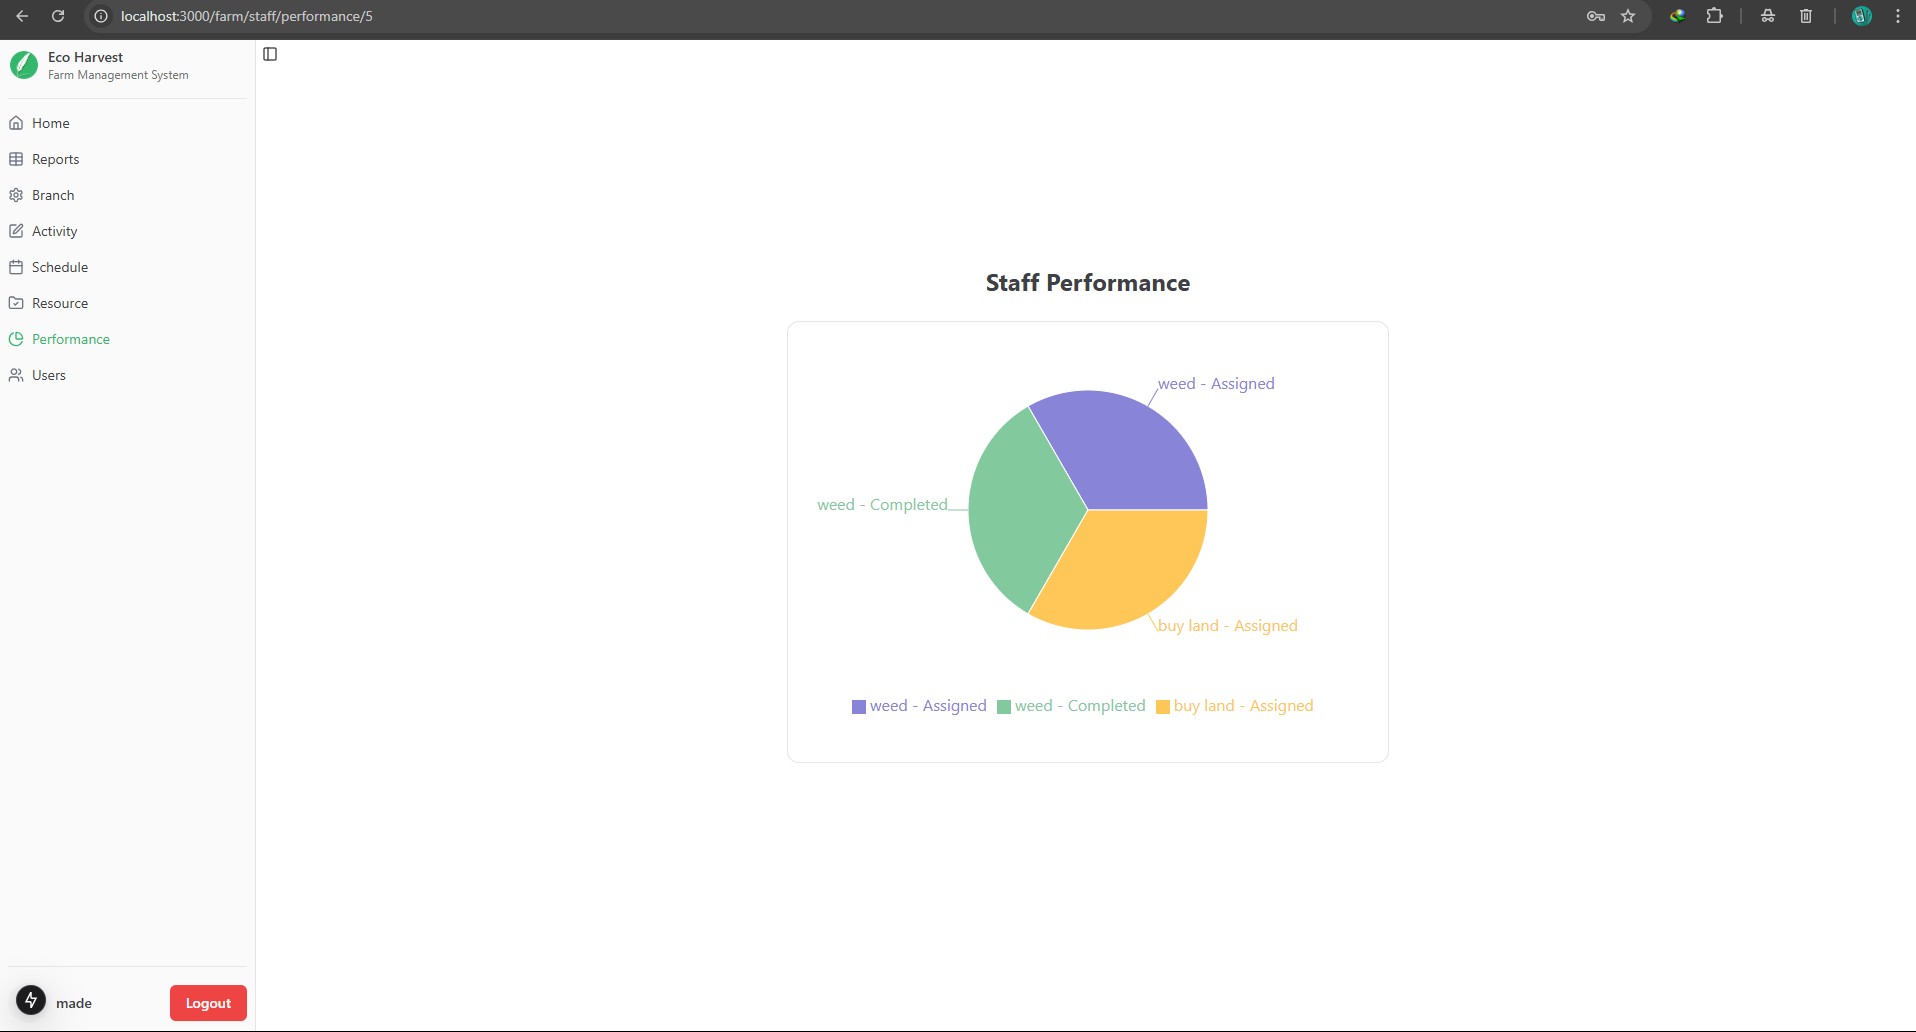 localhost:3000/farm/staff/performance/5
Eco Harvest
Farm Management System
Home
Reports
Branch
Activity
Schedule
Resource
Performance
Users
Staff Performance
weed - Assigned
weed - Completed
buy land - Assigned
weed - Assigned weed - Completed buy land - Assigned
made Logout